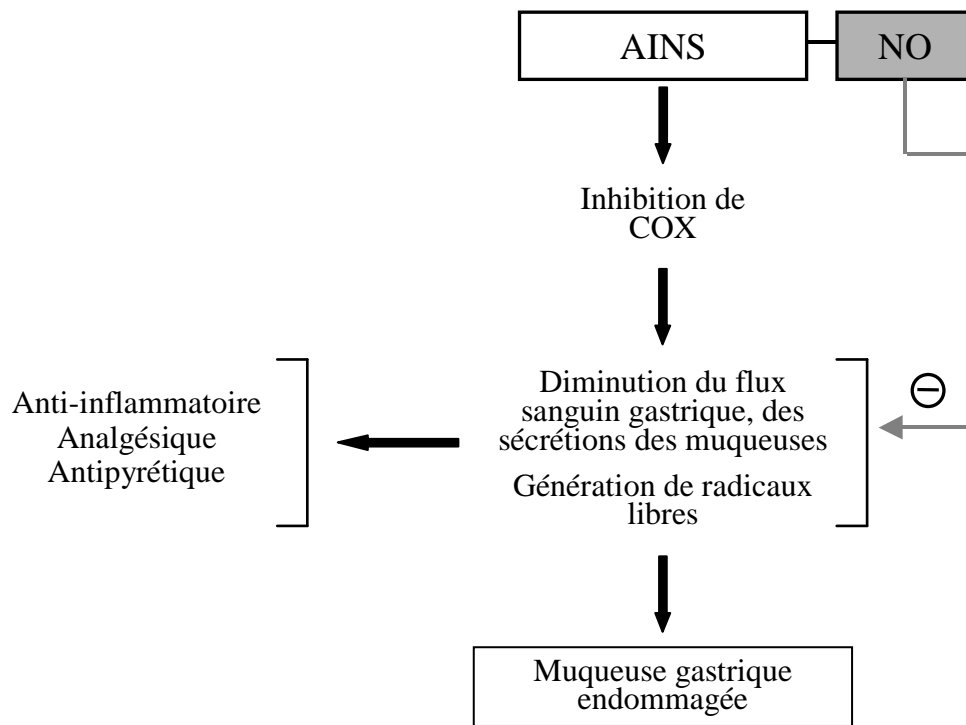 AINS
NO
Inhibition de
COX
Anti-inflammatoire
Analgésique
Antipyrétique
Diminution du flux
sanguin gastrique, des
sécrétions des muqueuses
Génération de radicaux
libres
⊖
Muqueuse gastrique
endommagée